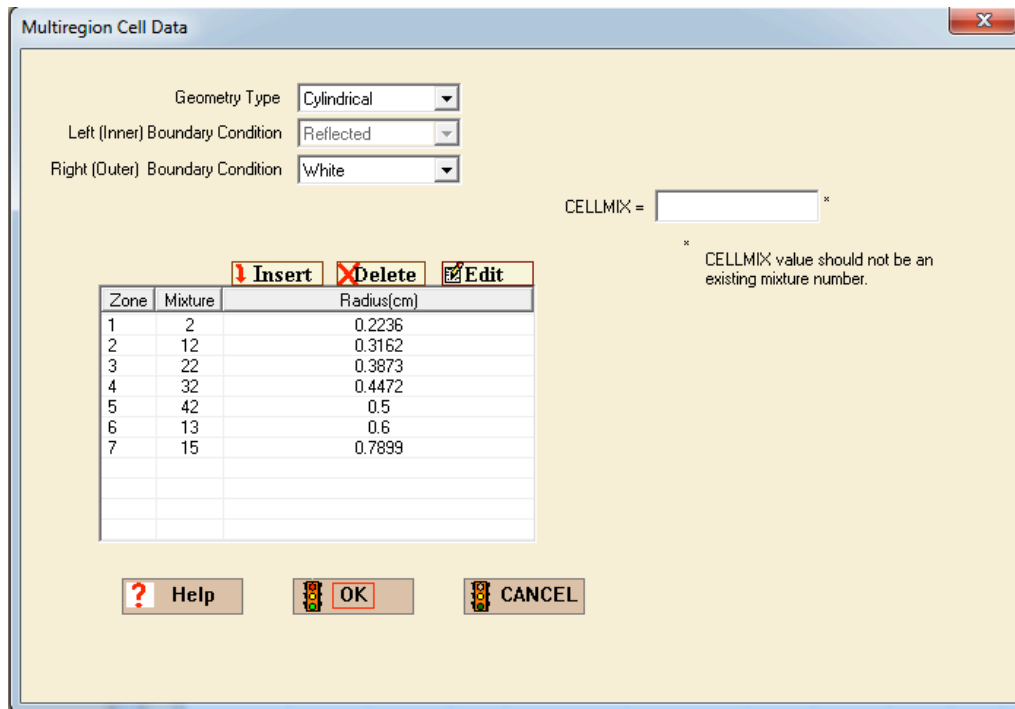 Multiregion Cell Data
Geometry Type Cylindrical
Left (Inner) Boundary Condition Reflected
Right (Outer) Boundary Condition White
CELLMIX = *
* CELLMIX value should not be an
existing mixture number.
Insert Delete Edit
Zone Mixture Radius(cm)
1 2 0.2236
2 12 0.3162
3 22 0.3873
4 32 0.4472
5 42 0.5
6 13 0.6
7 15 0.7899
? Help OK CANCEL